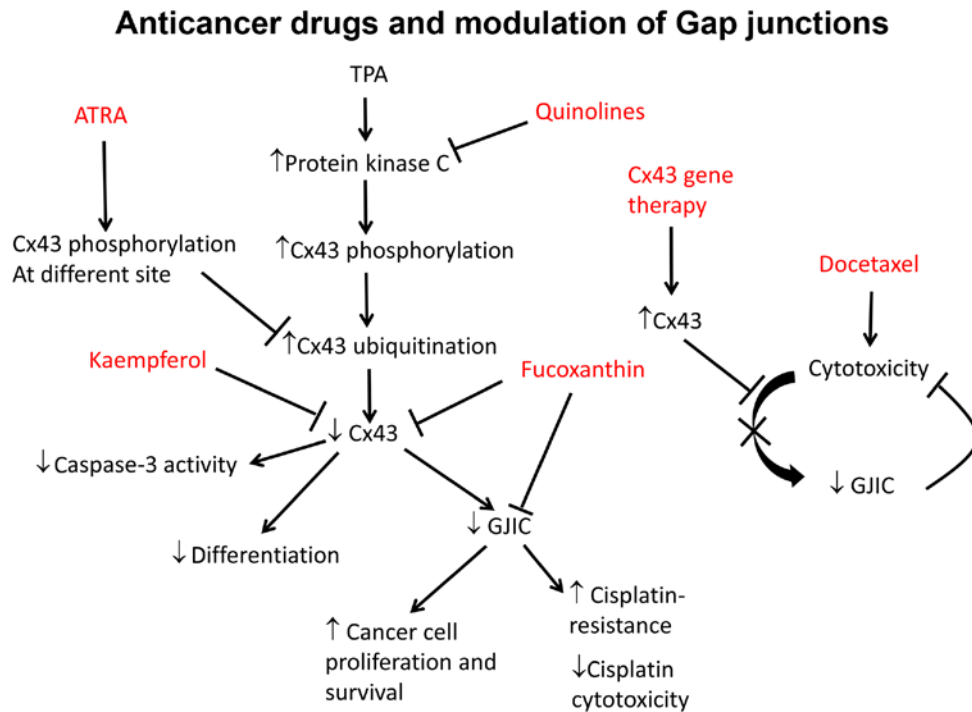 Anticancer drugs and modulation of Gap junctions
TPA
ATRA
Quinolines
↑Protein kinase C
Cx43 gene
therapy
Cx43 phosphorylation
At different site
↑Cx43 phosphorylation
Docetaxel
↑Cx43
↑Cx43 ubiquitination
Kaempferol
Fucoxanthin
Cytotoxicity
↓ Cx43
↓Caspase-3 activity
↓ GJIC
↓ GJIC
↓Differentiation
↑ Cisplatin-
resistance
↑ Cancer cell
proliferation and
survival
↓Cisplatin
cytotoxicity